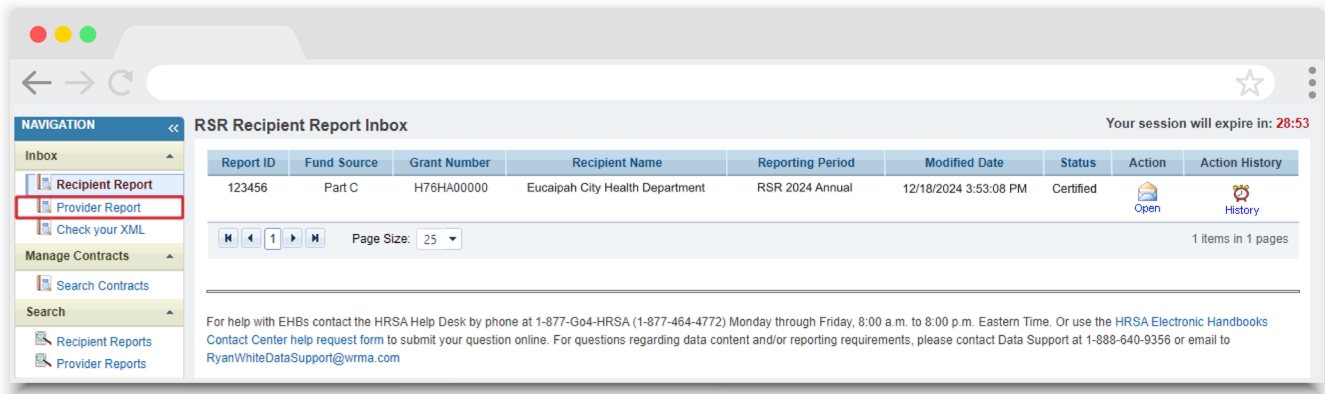 NAVIGATION «
RSR Recipient Report Inbox
Your session will expire in: 28:53
Inbox
Recipient Report
Provider Report
Check your XML
Manage Contracts
Search Contracts
Search
Recipient Reports
Provider Reports
Report ID Fund Source Grant Number Recipient Name Reporting Period Modified Date Status Action Action History
123456 Part C H76HA00000 Eucaipah City Health Department RSR 2024 Annual 12/18/2024 3:53:08 PM Certified Open History
1 Page Size: 25 1 items in 1 pages
For help with EHBs contact the HRSA Help Desk by phone at 1-877-Go4-HRSA (1-877-464-4772) Monday through Friday, 8:00 a.m. to 8:00 p.m. Eastern Time. Or use the HRSA Electronic Handbooks
Contact Center help request form to submit your question online. For questions regarding data content and/or reporting requirements, please contact Data Support at 1-888-640-9356 or email to
RyanWhiteDataSupport@wrma.com